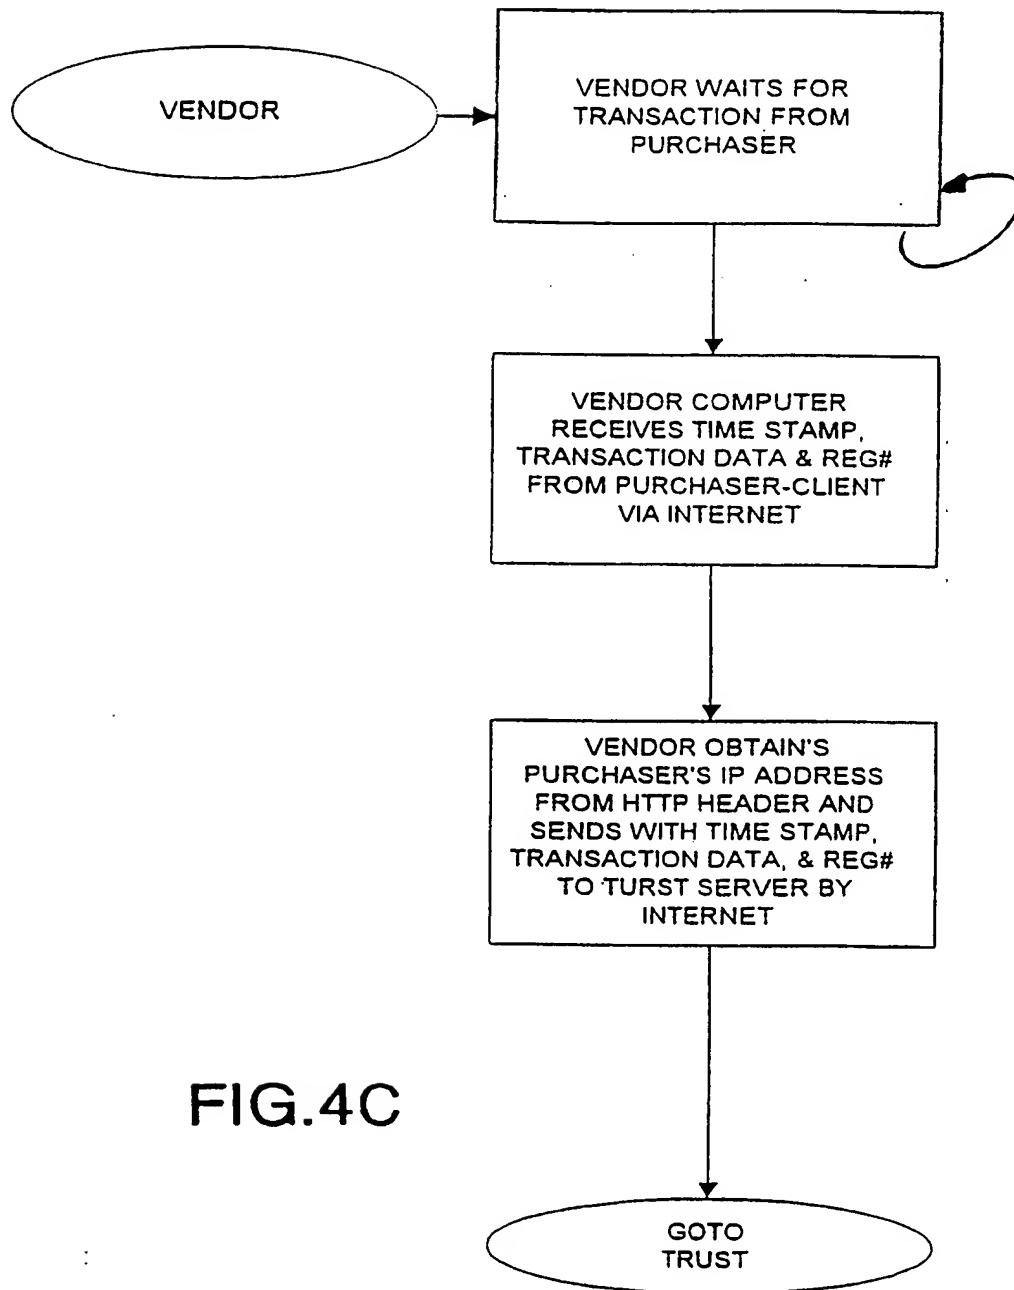 VENDOR
VENDOR WAITS FOR
TRANSACTION FROM
PURCHASER
VENDOR COMPUTER
RECEIVES TIME STAMP,
TRANSACTION DATA & REG#
FROM PURCHASER-CLIENT
VIA INTERNET
VENDOR OBTAIN'S
PURCHASER'S IP ADDRESS
FROM HTTP HEADER AND
SENDS WITH TIME STAMP,
TRANSACTION DATA, & REG#
TO TURST SERVER BY
INTERNET
FIG.4C
GOTO
TRUST